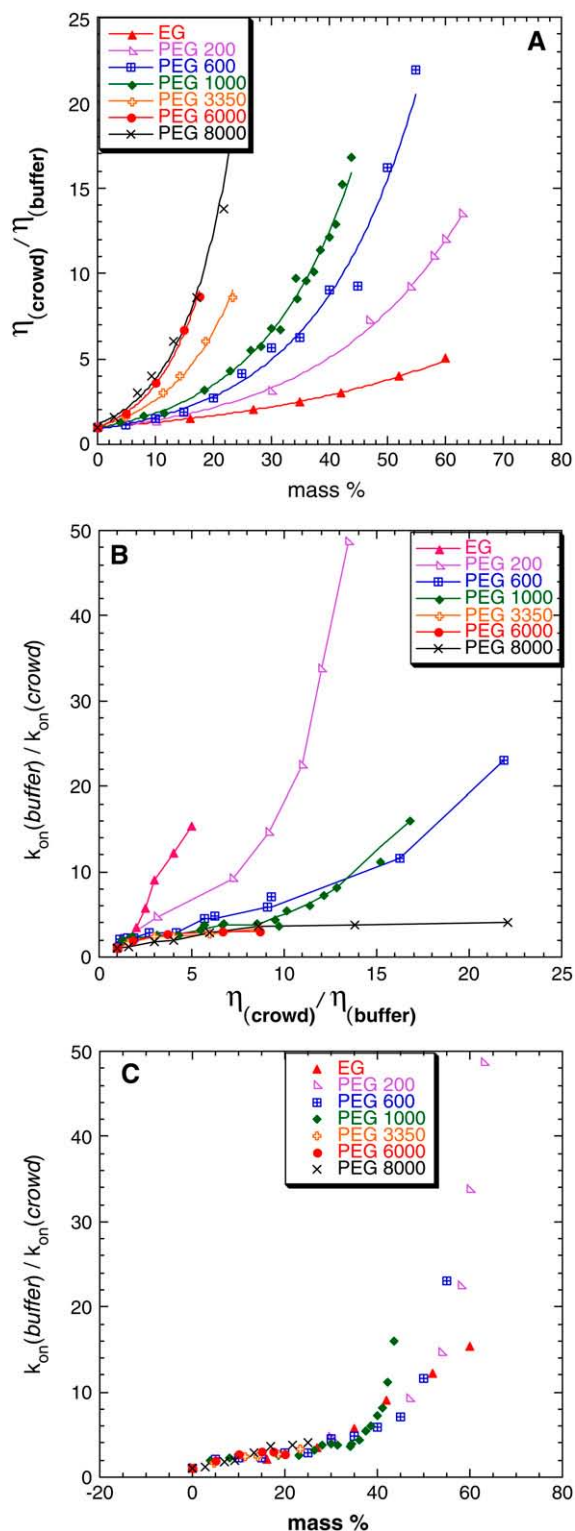 EG
PEG 200
PEG 600
PEG 1000
PEG 3350
PEG 6000
PEG 8000
A
25
20
15
10
5
0
η(crowd)/η(buffer)
0 10 20 30 40 50 60 70 80
mass %
B
EG
PEG 200
PEG 600
PEG 1000
PEG 3350
PEG 6000
PEG 8000
50
40
30
20
10
0
kon(buffer) / kon(crowd)
0 5 10 15 20 25
η(crowd)/η(buffer)
C
EG
PEG 200
PEG 600
PEG 1000
PEG 3350
PEG 6000
PEG 8000
50
40
30
20
10
0
kon(buffer) / kon(crowd)
-20 0 20 40 60 80
mass %